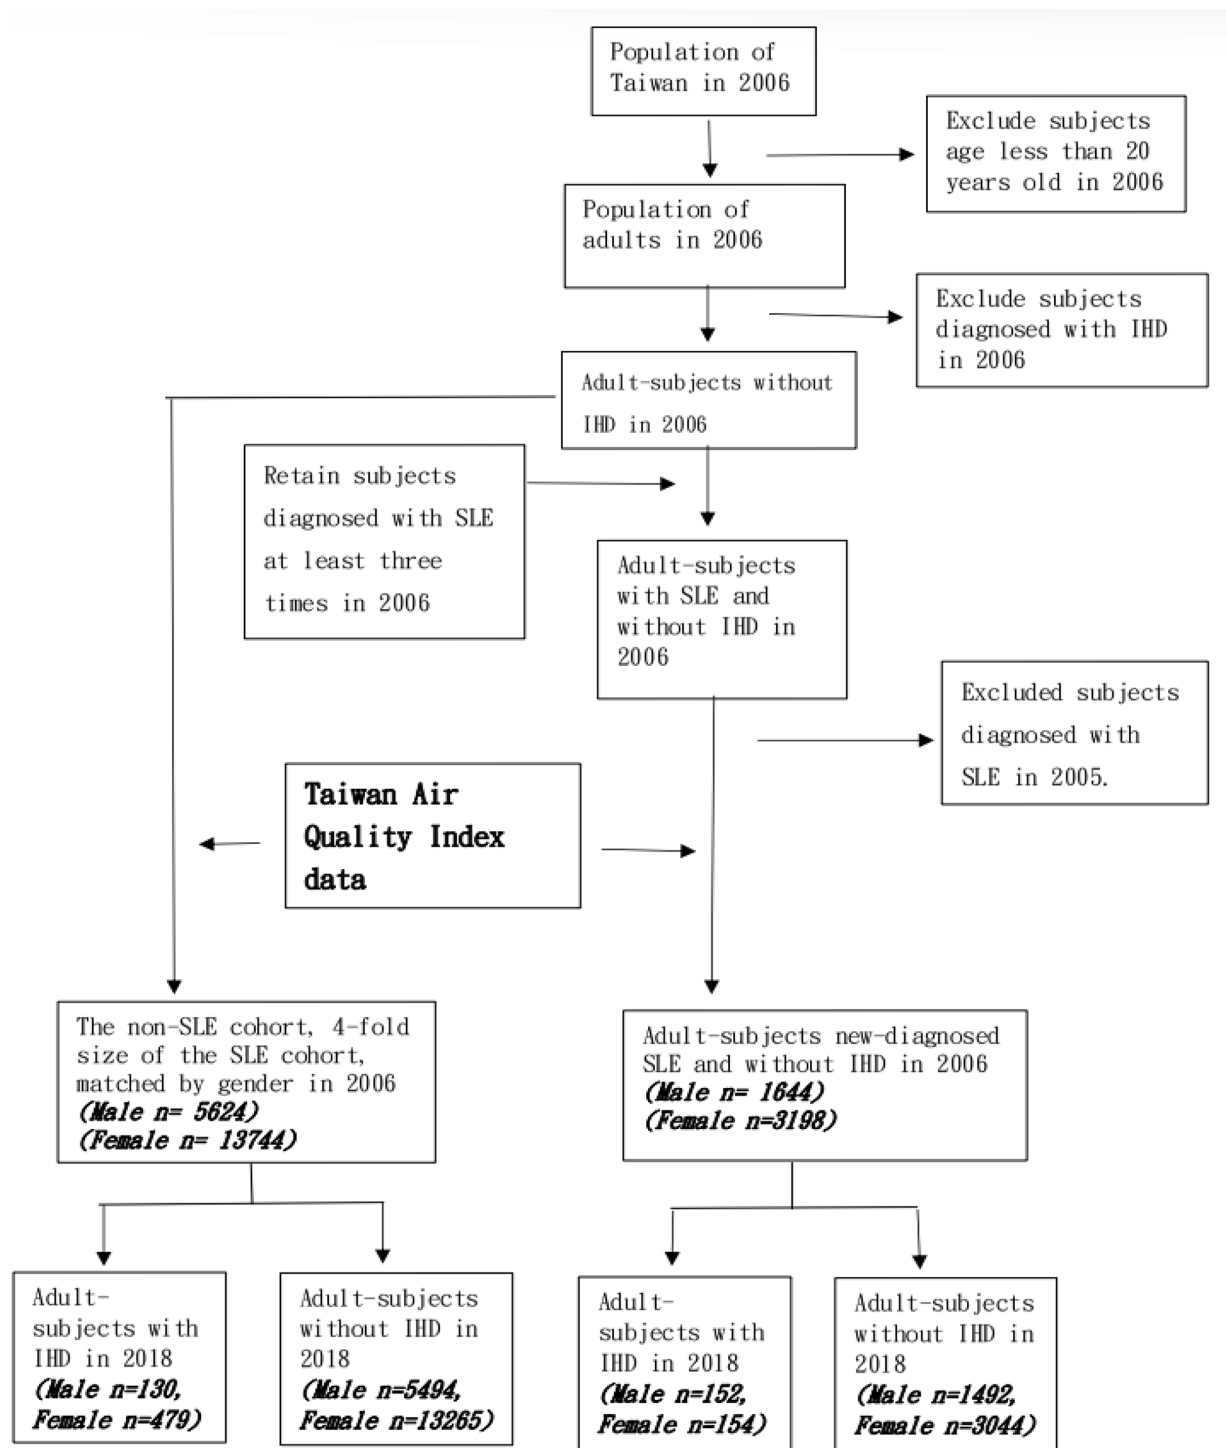 Population of
Taiwan in 2006
Exclude subjects
age less than 20
years old in 2006
Population of
adults in 2006
Exclude subjects
diagnosed with IHD
in 2006
Adult-subjects without
IHD in 2006
Retain subjects
diagnosed with SLE
at least three
times in 2006
Adult-subjects
with SLE and
without IHD in
2006
Excluded subjects
diagnosed with
SLE in 2005.
Taiwan Air
Quality Index
data
The non-SLE cohort, 4-fold
size of the SLE cohort,
matched by gender in 2006
(Male n= 5624)
(Female n= 13744)
Adult-subjects new-diagnosed
SLE and without IHD in 2006
(Male n= 1644)
(Female n=3198)
Adult-
subjects with
IHD in 2018
(Male n=130,
Female n=479)
Adult-subjects
without IHD in
2018
(Male n=5494,
Female n=13265)
Adult-
subjects with
IHD in 2018
(Male n=152,
Female n=154)
Adult-subjects
without IHD in
2018
(Male n=1492,
Female n=3044)